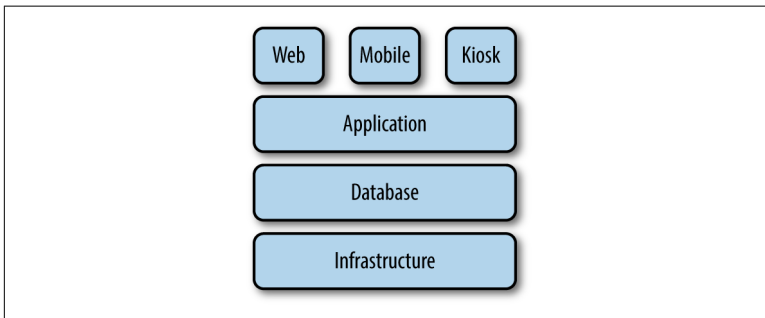 Web Mobile Kiosk
Application
Database
Infrastructure